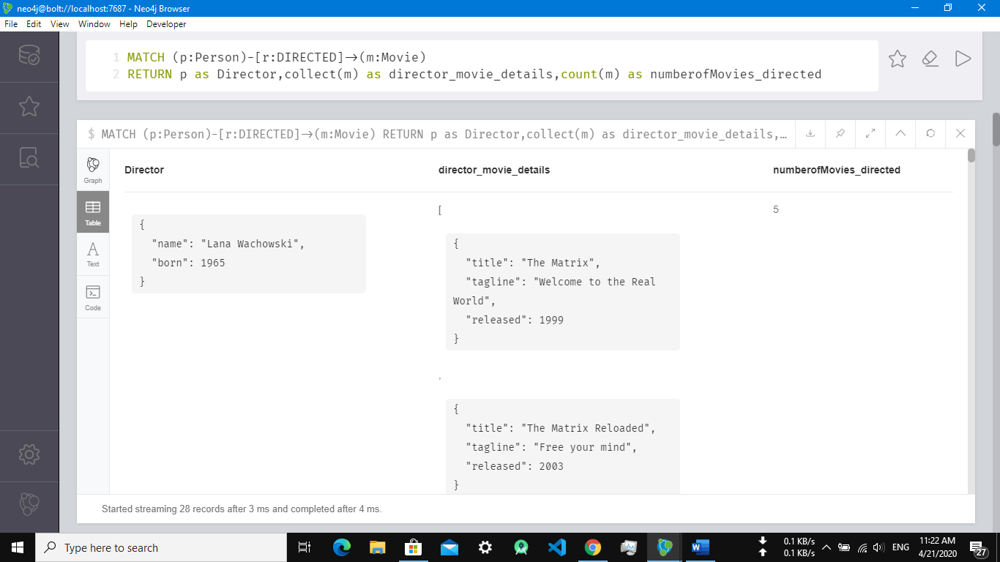 neo4j@bolt://localhost:7687 - Neo4j Browser
File Edit View Window Help Developer
1 MATCH (p:Person)-[r:DIRECTED]->(m:Movie)
2 RETURN p as Director,collect(m) as director_movie_details,count(m) as numberofMovies_directed
$ MATCH (p:Person)-[r:DIRECTED]->(m:Movie) RETURN p as Director,collect(m) as director_movie_details,…
Graph
Table
Text
Code
Director director_movie_details numberofMovies_directed
{
"name": "Lana Wachowski",
"born": 1965
}
[
{
"title": "The Matrix",
"tagline": "Welcome to the Real
World",
"released": 1999
}
,
{
"title": "The Matrix Reloaded",
"tagline": "Free your mind",
"released": 2003
}
5
Started streaming 28 records after 3 ms and completed after 4 ms.
Type here to search
0.1 KB/s
0.1 KB/s
ENG
11:22 AM
4/21/2020
27